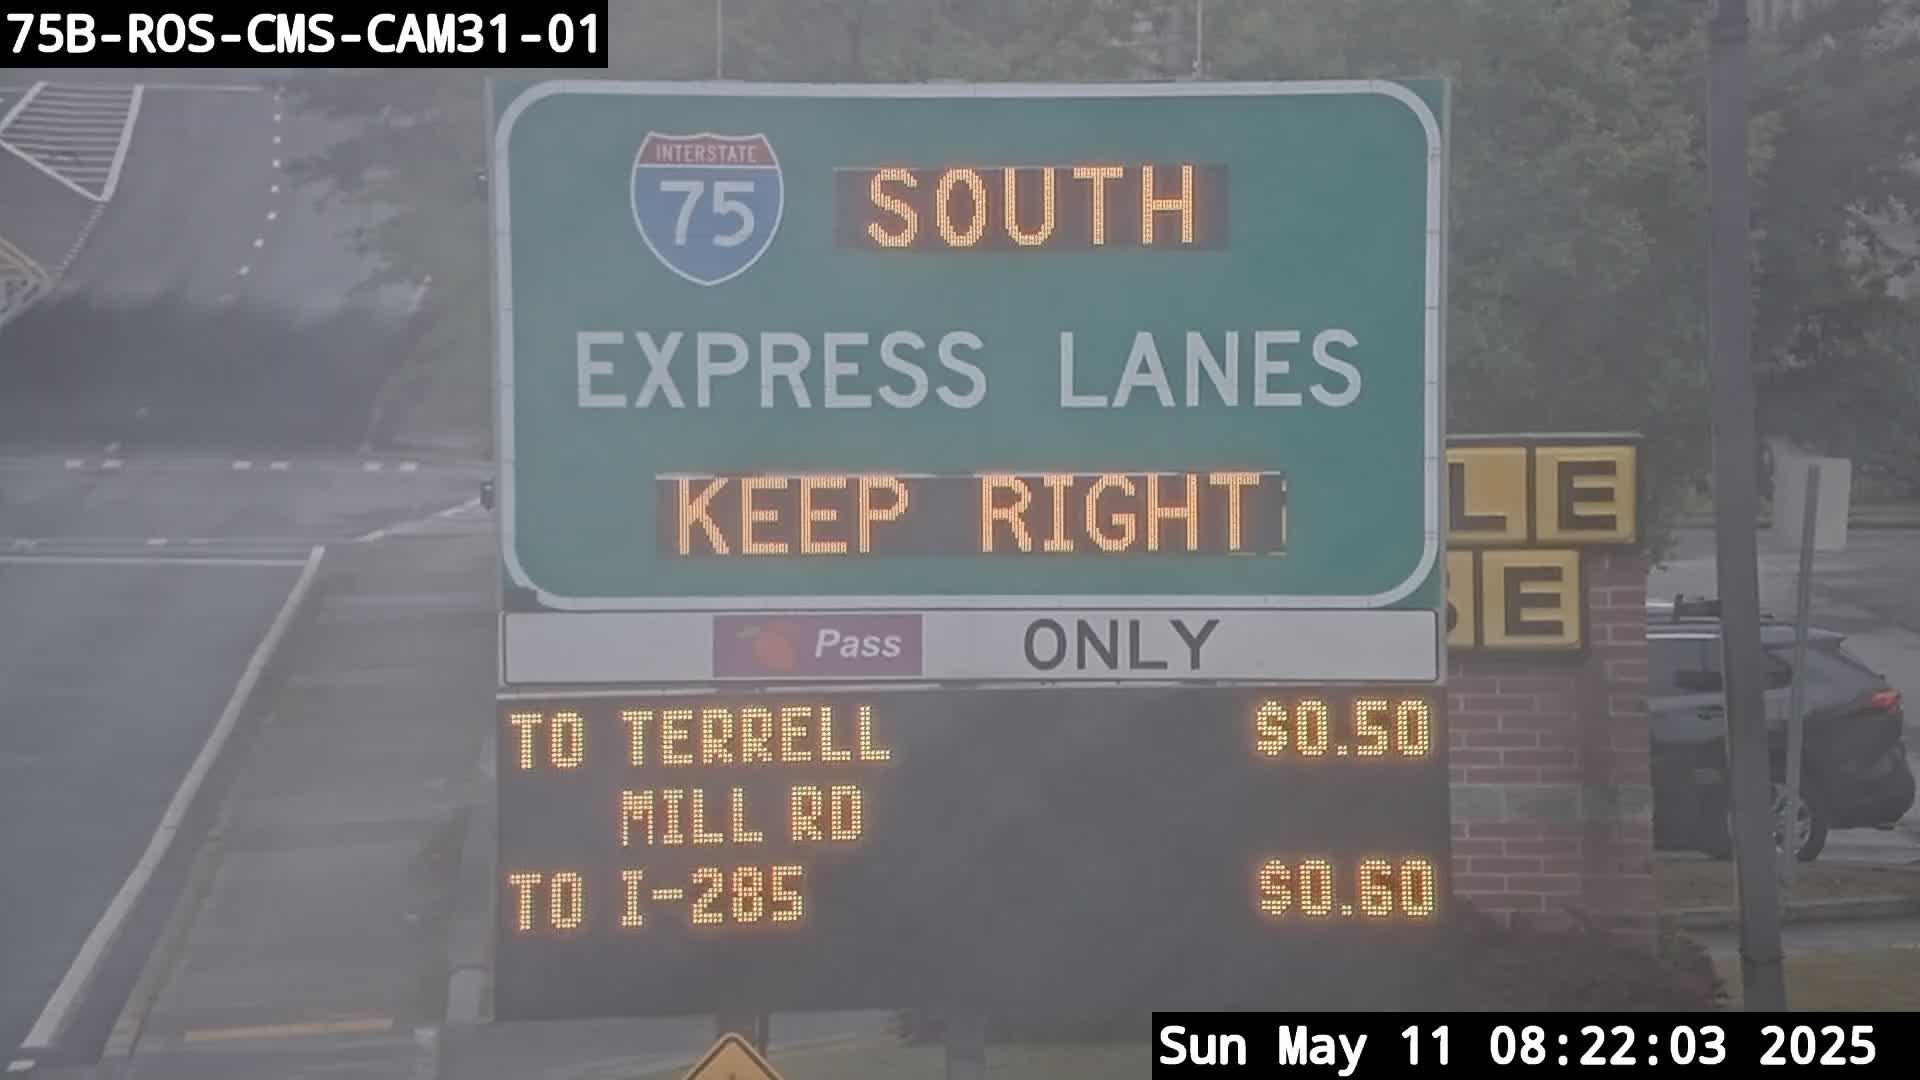 75B-ROS-CMS-CAM31-01
INTERSTATE
75
SOUTH
EXPRESS LANES
KEEP RIGHT
Pass ONLY
TO TERRELL $0.50
MILL RD
TO I-285 $0.60
LE
E
Sun May 11 08:22:03 2025